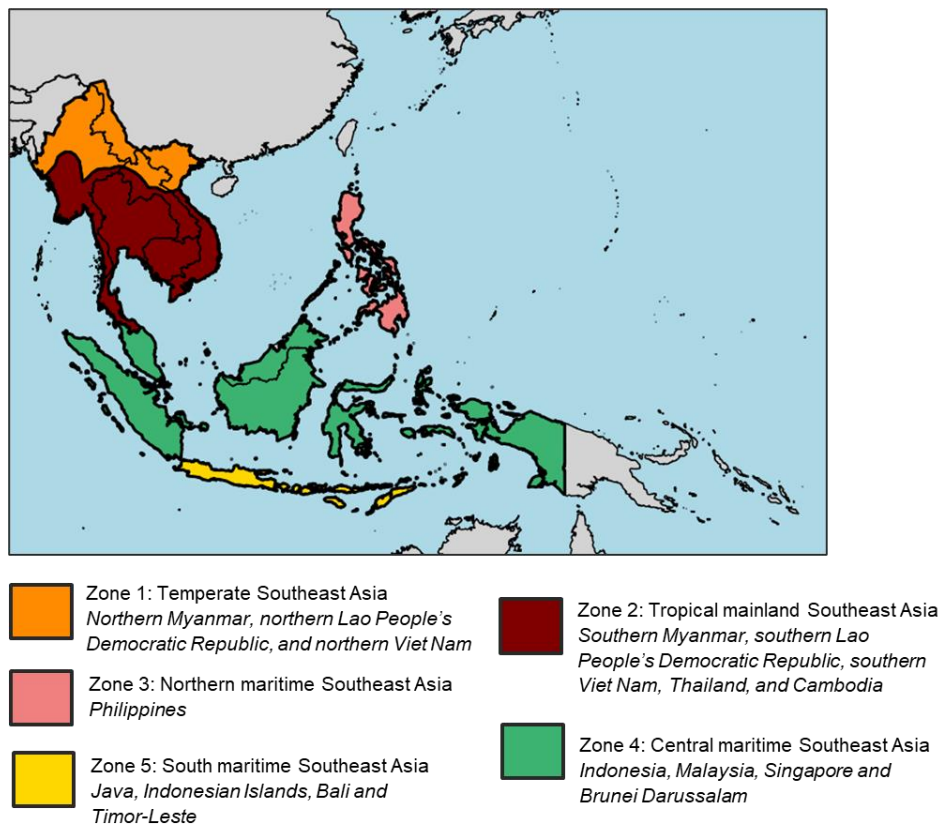 Zone 1: Temperate Southeast Asia
Northern Myanmar, northern Lao People’s
Democratic Republic, and northern Viet Nam
Zone 2: Tropical mainland Southeast Asia
Southern Myanmar, southern Lao
People’s Democratic Republic, southern
Viet Nam, Thailand, and Cambodia
Zone 3: Northern maritime Southeast Asia
Philippines
Zone 4: Central maritime Southeast Asia
Indonesia, Malaysia, Singapore and
Brunei Darussalam
Zone 5: South maritime Southeast Asia
Java, Indonesian Islands, Bali and
Timor-Leste